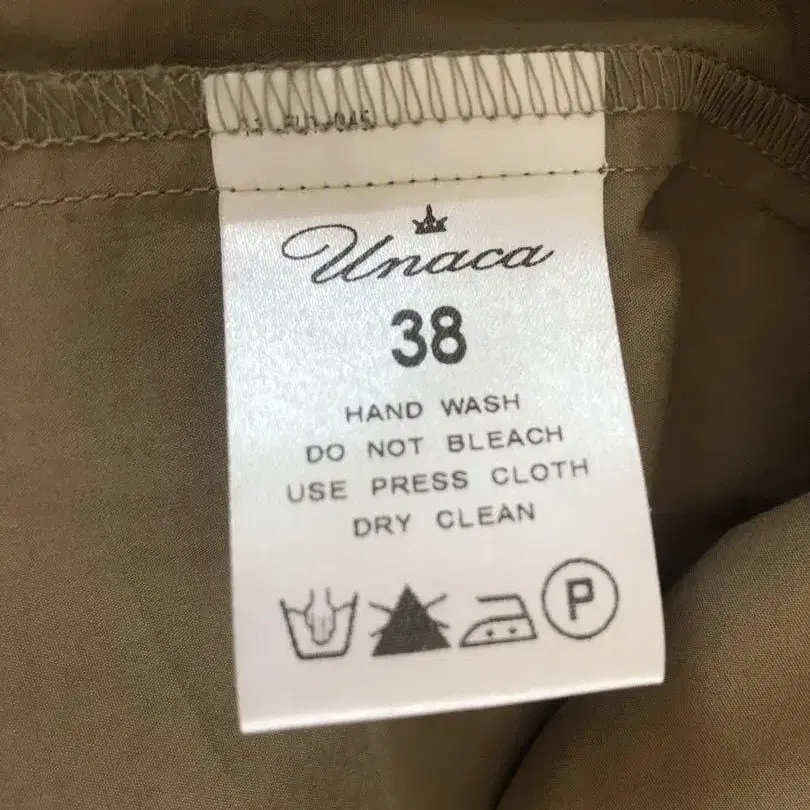 Unaca
38
HAND WASH
DO NOT BLEACH
USE PRESS CLOTH
DRY CLEAN
P